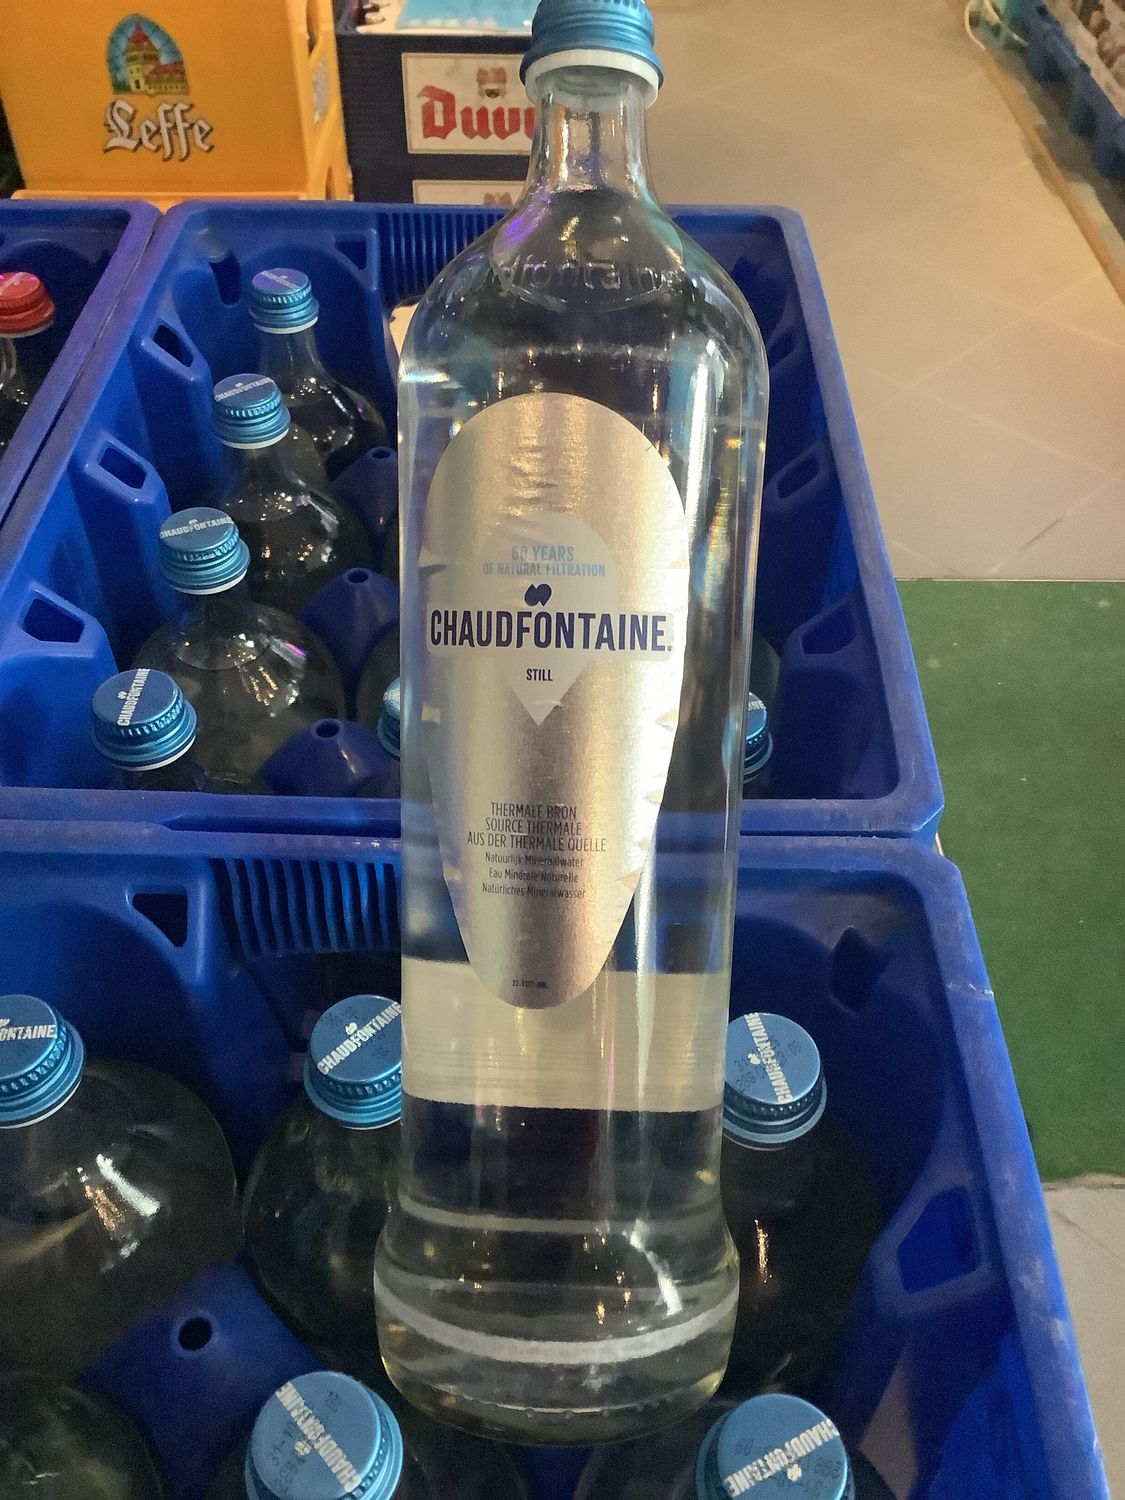 Leffe
Duv
60 YEARS
OF NATURAL FILTRATION
CHAUDFONTAINE
STILL
THERMALE BRON
SOURCE THERMALE
AUS DER THERMALE QUELLE
Natuurlijk Mineraalwater
Eau Minérale Naturelle
Natürliches Mineralwasser
CHAUDFONTAINE
CHAUDFONTAINE
CHAUDFONTAINE
CHAUDFONTAINE
CHAUDFONTAINE
CHAUDFONTAINE
CHAUDFONTAINE